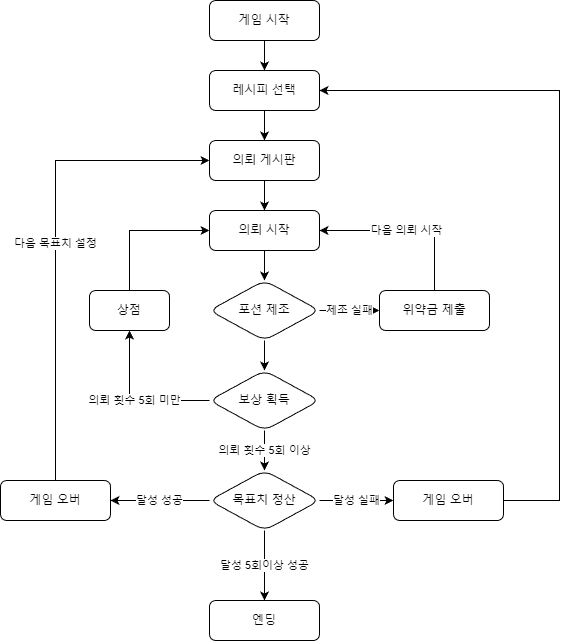 게임 시작
레시피 선택
의뢰 게시판
의뢰 시작
다음 의뢰 시작
다음 목표치 설정
상점
포션 제조
제조 실패
위약금 제출
의뢰 횟수 5회 미만
보상 획득
의뢰 횟수 5회 이상
게임 오버
달성 성공
목표치 정산
달성 실패
게임 오버
달성 5회이상 성공
엔딩